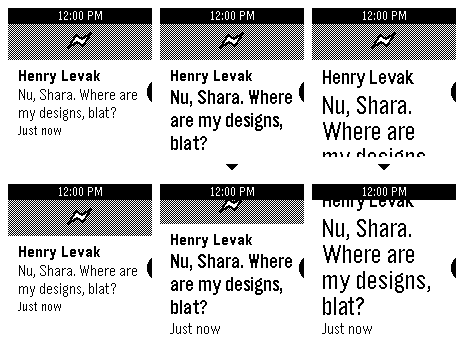 12:00 PM
Henry Levak
Nu, Shara. Where are
my designs, blat?
Just now
12:00 PM
Henry Levak
Nu, Shara. Where
are my designs,
blat?
12:00 PM
Henry Levak
Nu, Shara.
Where are
my designs
12:00 PM
Henry Levak
Nu, Shara. Where are
my designs, blat?
Just now
12:00 PM
Henry Levak
Nu, Shara. Where
are my designs,
blat?
Just now
12:00 PM
Henry Levak
Nu, Shara.
Where are
my designs,
blat?
Just now